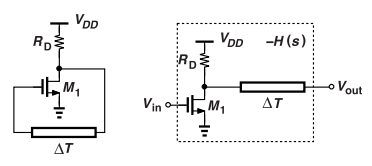 V_DD
R_D
M_1
ΔT
V_DD
–H(s)
R_D
V_in
M_1
ΔT
V_out